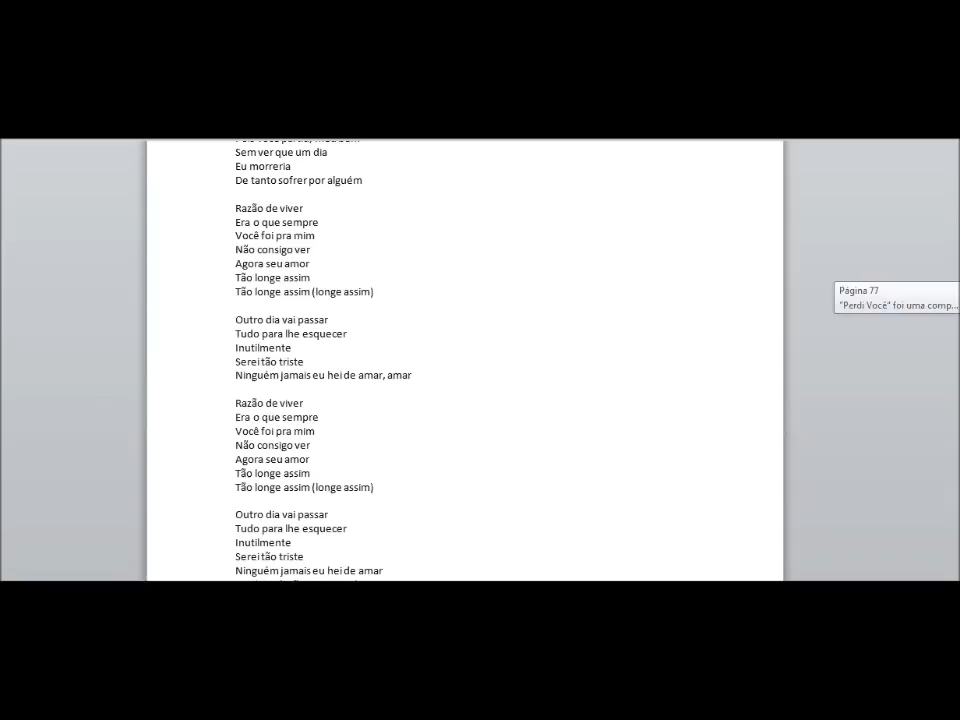 Sem ver que um dia
Eu morreria
De tanto sofrer por alguém
Razão de viver
Era o que sempre
Você foi pra mim
Não consigo ver
Agora seu amor
Tão longe assim
Tão longe assim (longe assim)
Outro dia vai passar
Tudo para lhe esquecer
Inutilmente
Serei tão triste
Ninguém jamais eu hei de amar, amar
Razão de viver
Era o que sempre
Você foi pra mim
Não consigo ver
Agora seu amor
Tão longe assim
Tão longe assim (longe assim)
Outro dia vai passar
Tudo para lhe esquecer
Inutilmente
Serei tão triste
Ninguém jamais eu hei de amar
Página 77
"Perdi Você" foi uma comp...